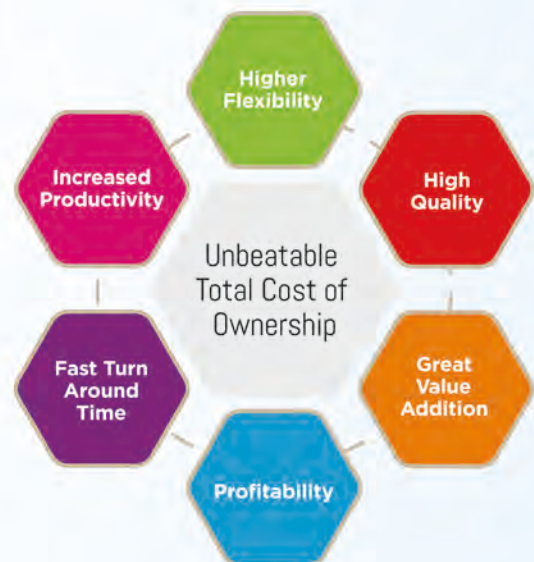 Higher
Flexibility
High
Quality
Great
Value
Addition
Profitability
Fast Turn
Around
Time
Increased
Productivity
Unbeatable
Total Cost of
Ownership